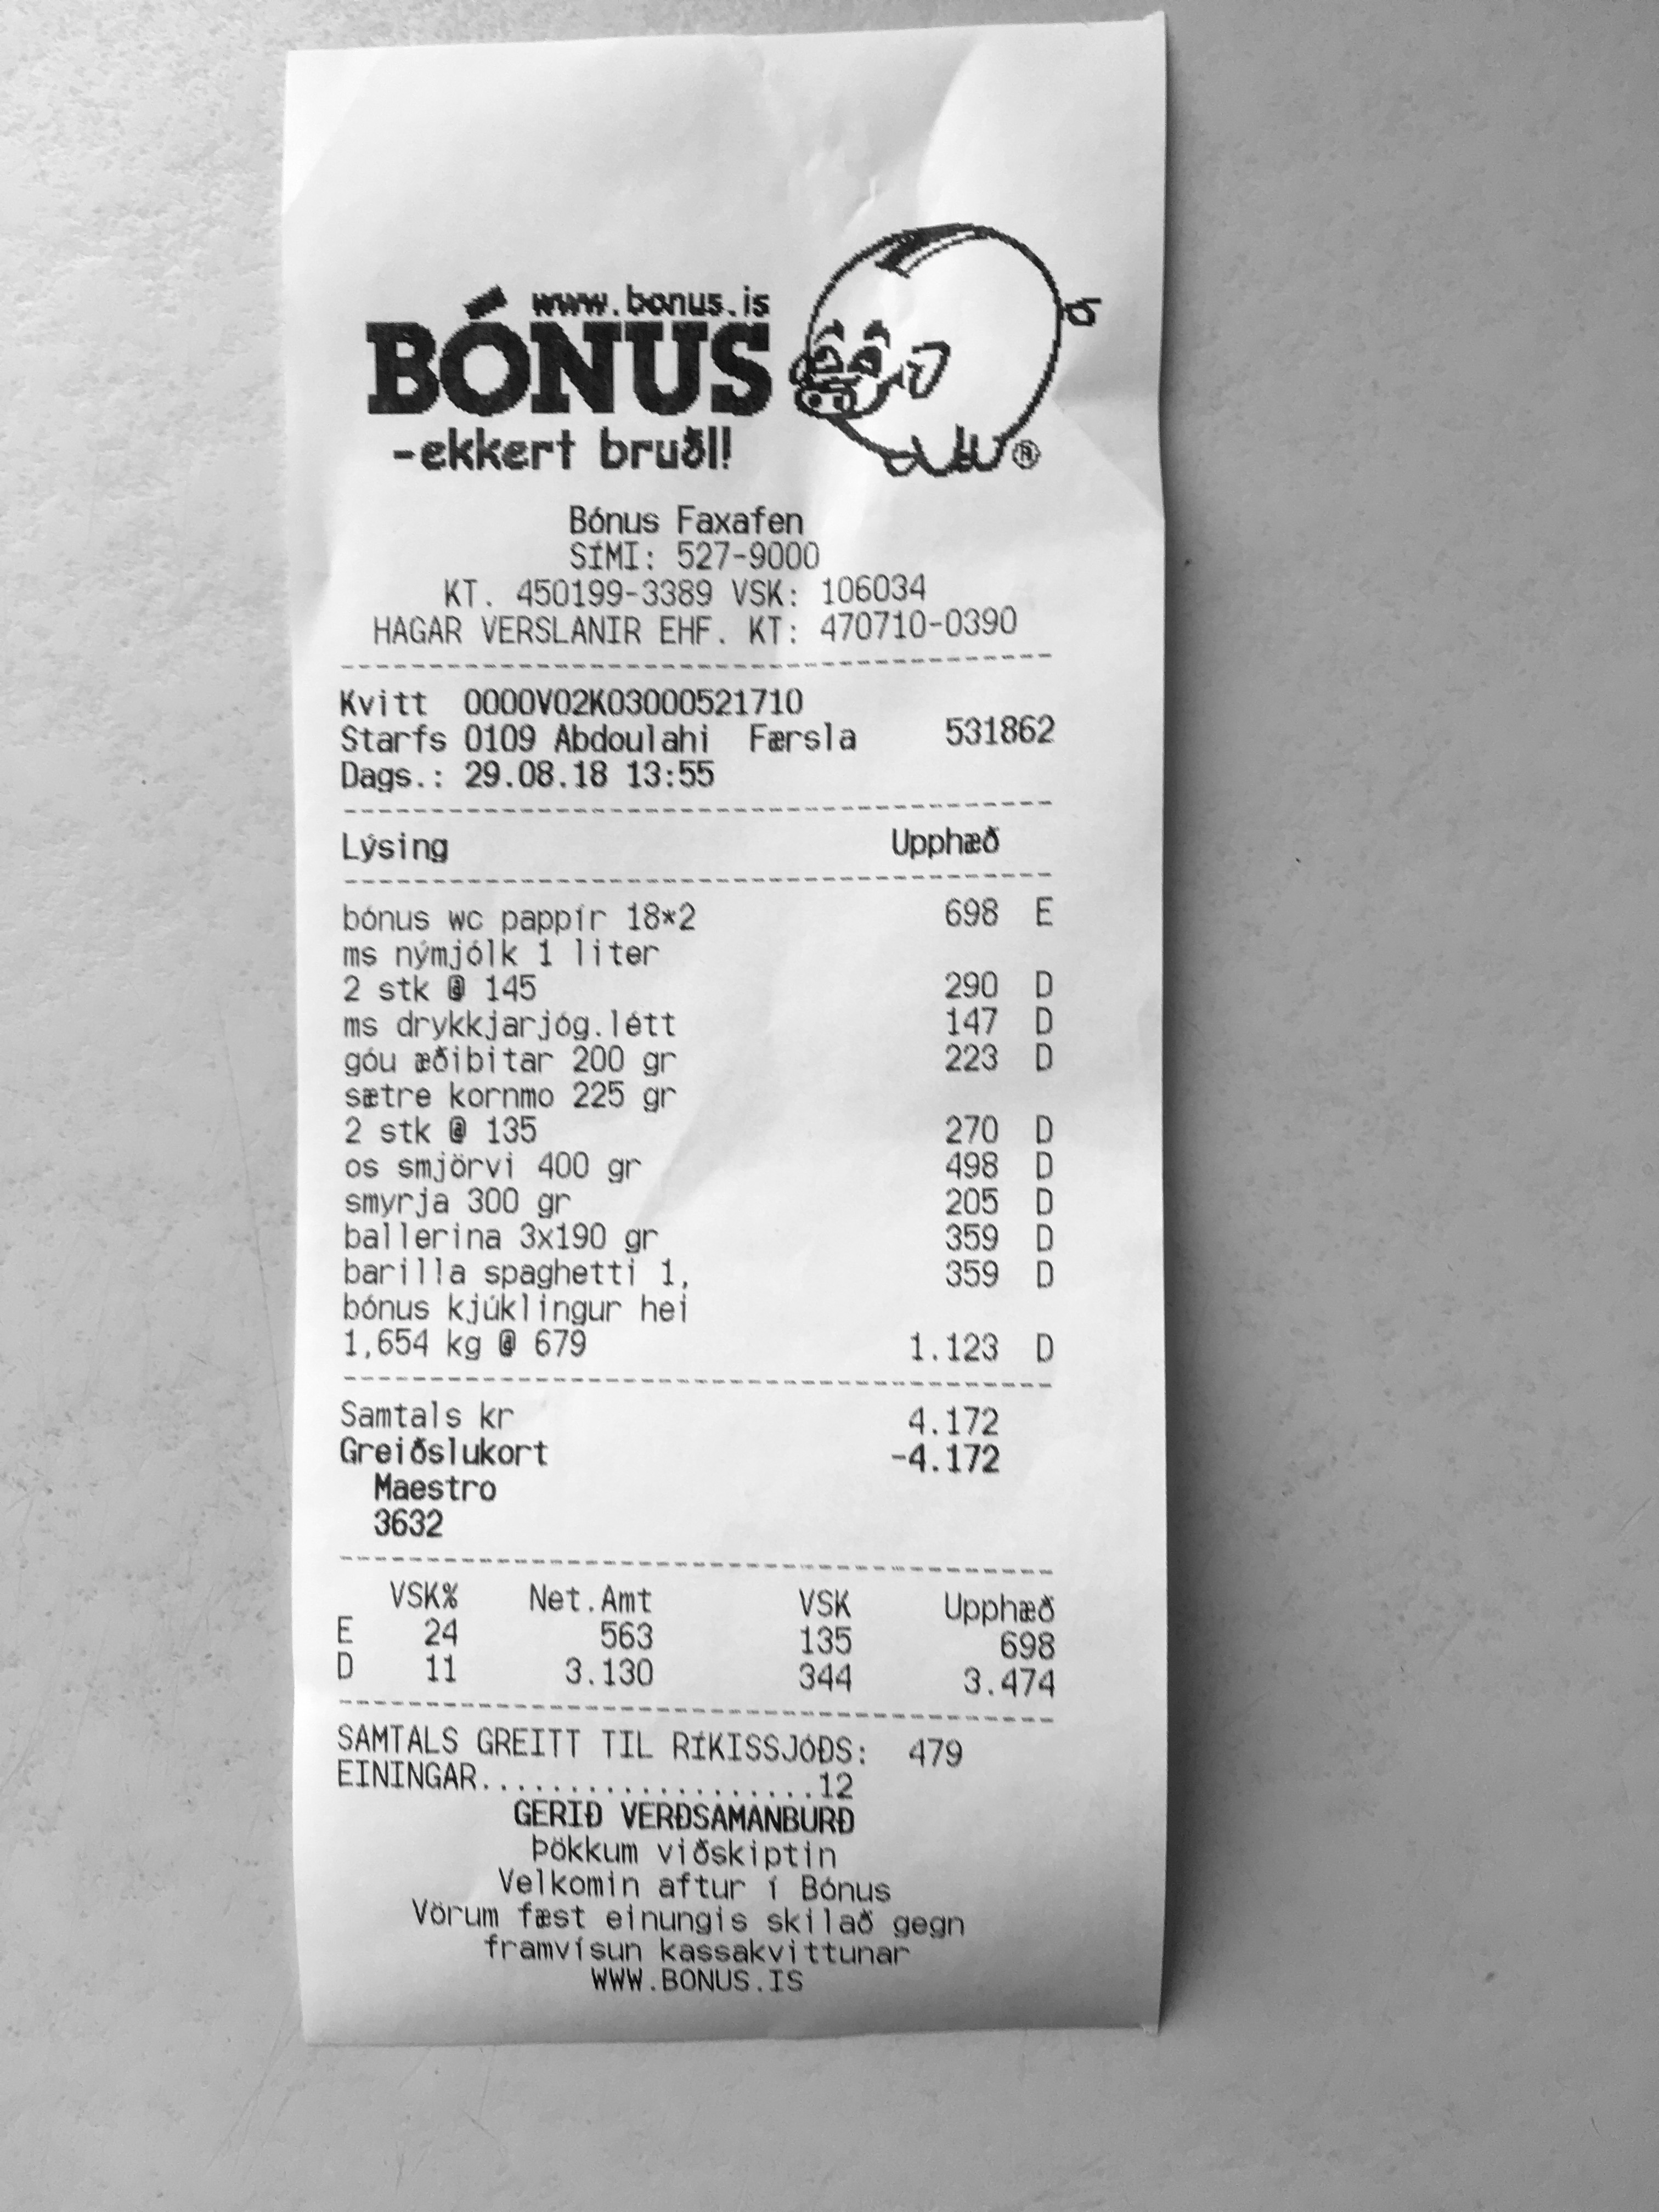 www.bonus.is
BÓNUS
-ekkert bruðl!
®
Bónus Faxafen
SÍMI: 527-9000
KT. 450199-3389 VSK: 106034
HAGAR VERSLANIR EHF. KT: 470710-0390
Kvitt 0000V02K03000521710
Starfs 0109 Abdoulahi Færsla 531862
Dags.: 29.08.18 13:55
Lýsing Upphæð
bónus wc pappír 18*2 698 E
ms nýmjólk 1 liter
2 stk @ 145 290 D
ms drykkjarjóg.létt 147 D
góu æðibitar 200 gr 223 D
sætre kornmo 225 gr
2 stk @ 135 270 D
os smjörvi 400 gr 498 D
smyrja 300 gr 205 D
ballerina 3x190 gr 359 D
barilla spaghetti 1, 359 D
bónus kjúklingur hei
1,654 kg @ 679 1.123 D
Samtals kr 4.172
Greiðslukort -4.172
Maestro
3632
VSK% Net.Amt VSK Upphæð
E 24 563 135 698
D 11 3.130 344 3.474
SAMTALS GREITT TIL RÍKISSJÓÐS: 479
EININGAR...................12
GERIÐ VERÐSAMANBURÐ
Þökkum viðskiptin
Velkomin aftur í Bónus
Vörum fæst einungis skilað gegn
framvísun kassakvittunar
WWW.BONUS.IS